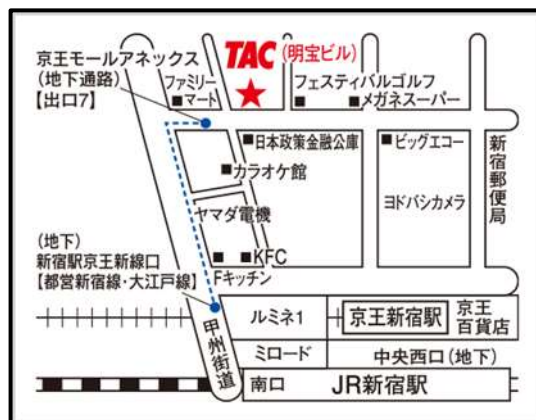 京王モールアネックス
(地下通路)
【出口7】
ファミリー
マート
TAC (明宝ビル)
フェスティバルゴルフ
メガネスーパー
日本政策金融公庫
ビッグエコー
カラオケ館
新宿郵便局
ヤマダ電機
ヨドバシカメラ
(地下)
新宿駅京王新線口
【都営新宿線・大江戸線】
KFC
Fキッチン
甲州街道
ルミネ1
京王新宿駅
京王
百貨店
ミロード
中央西口(地下)
南口
JR新宿駅